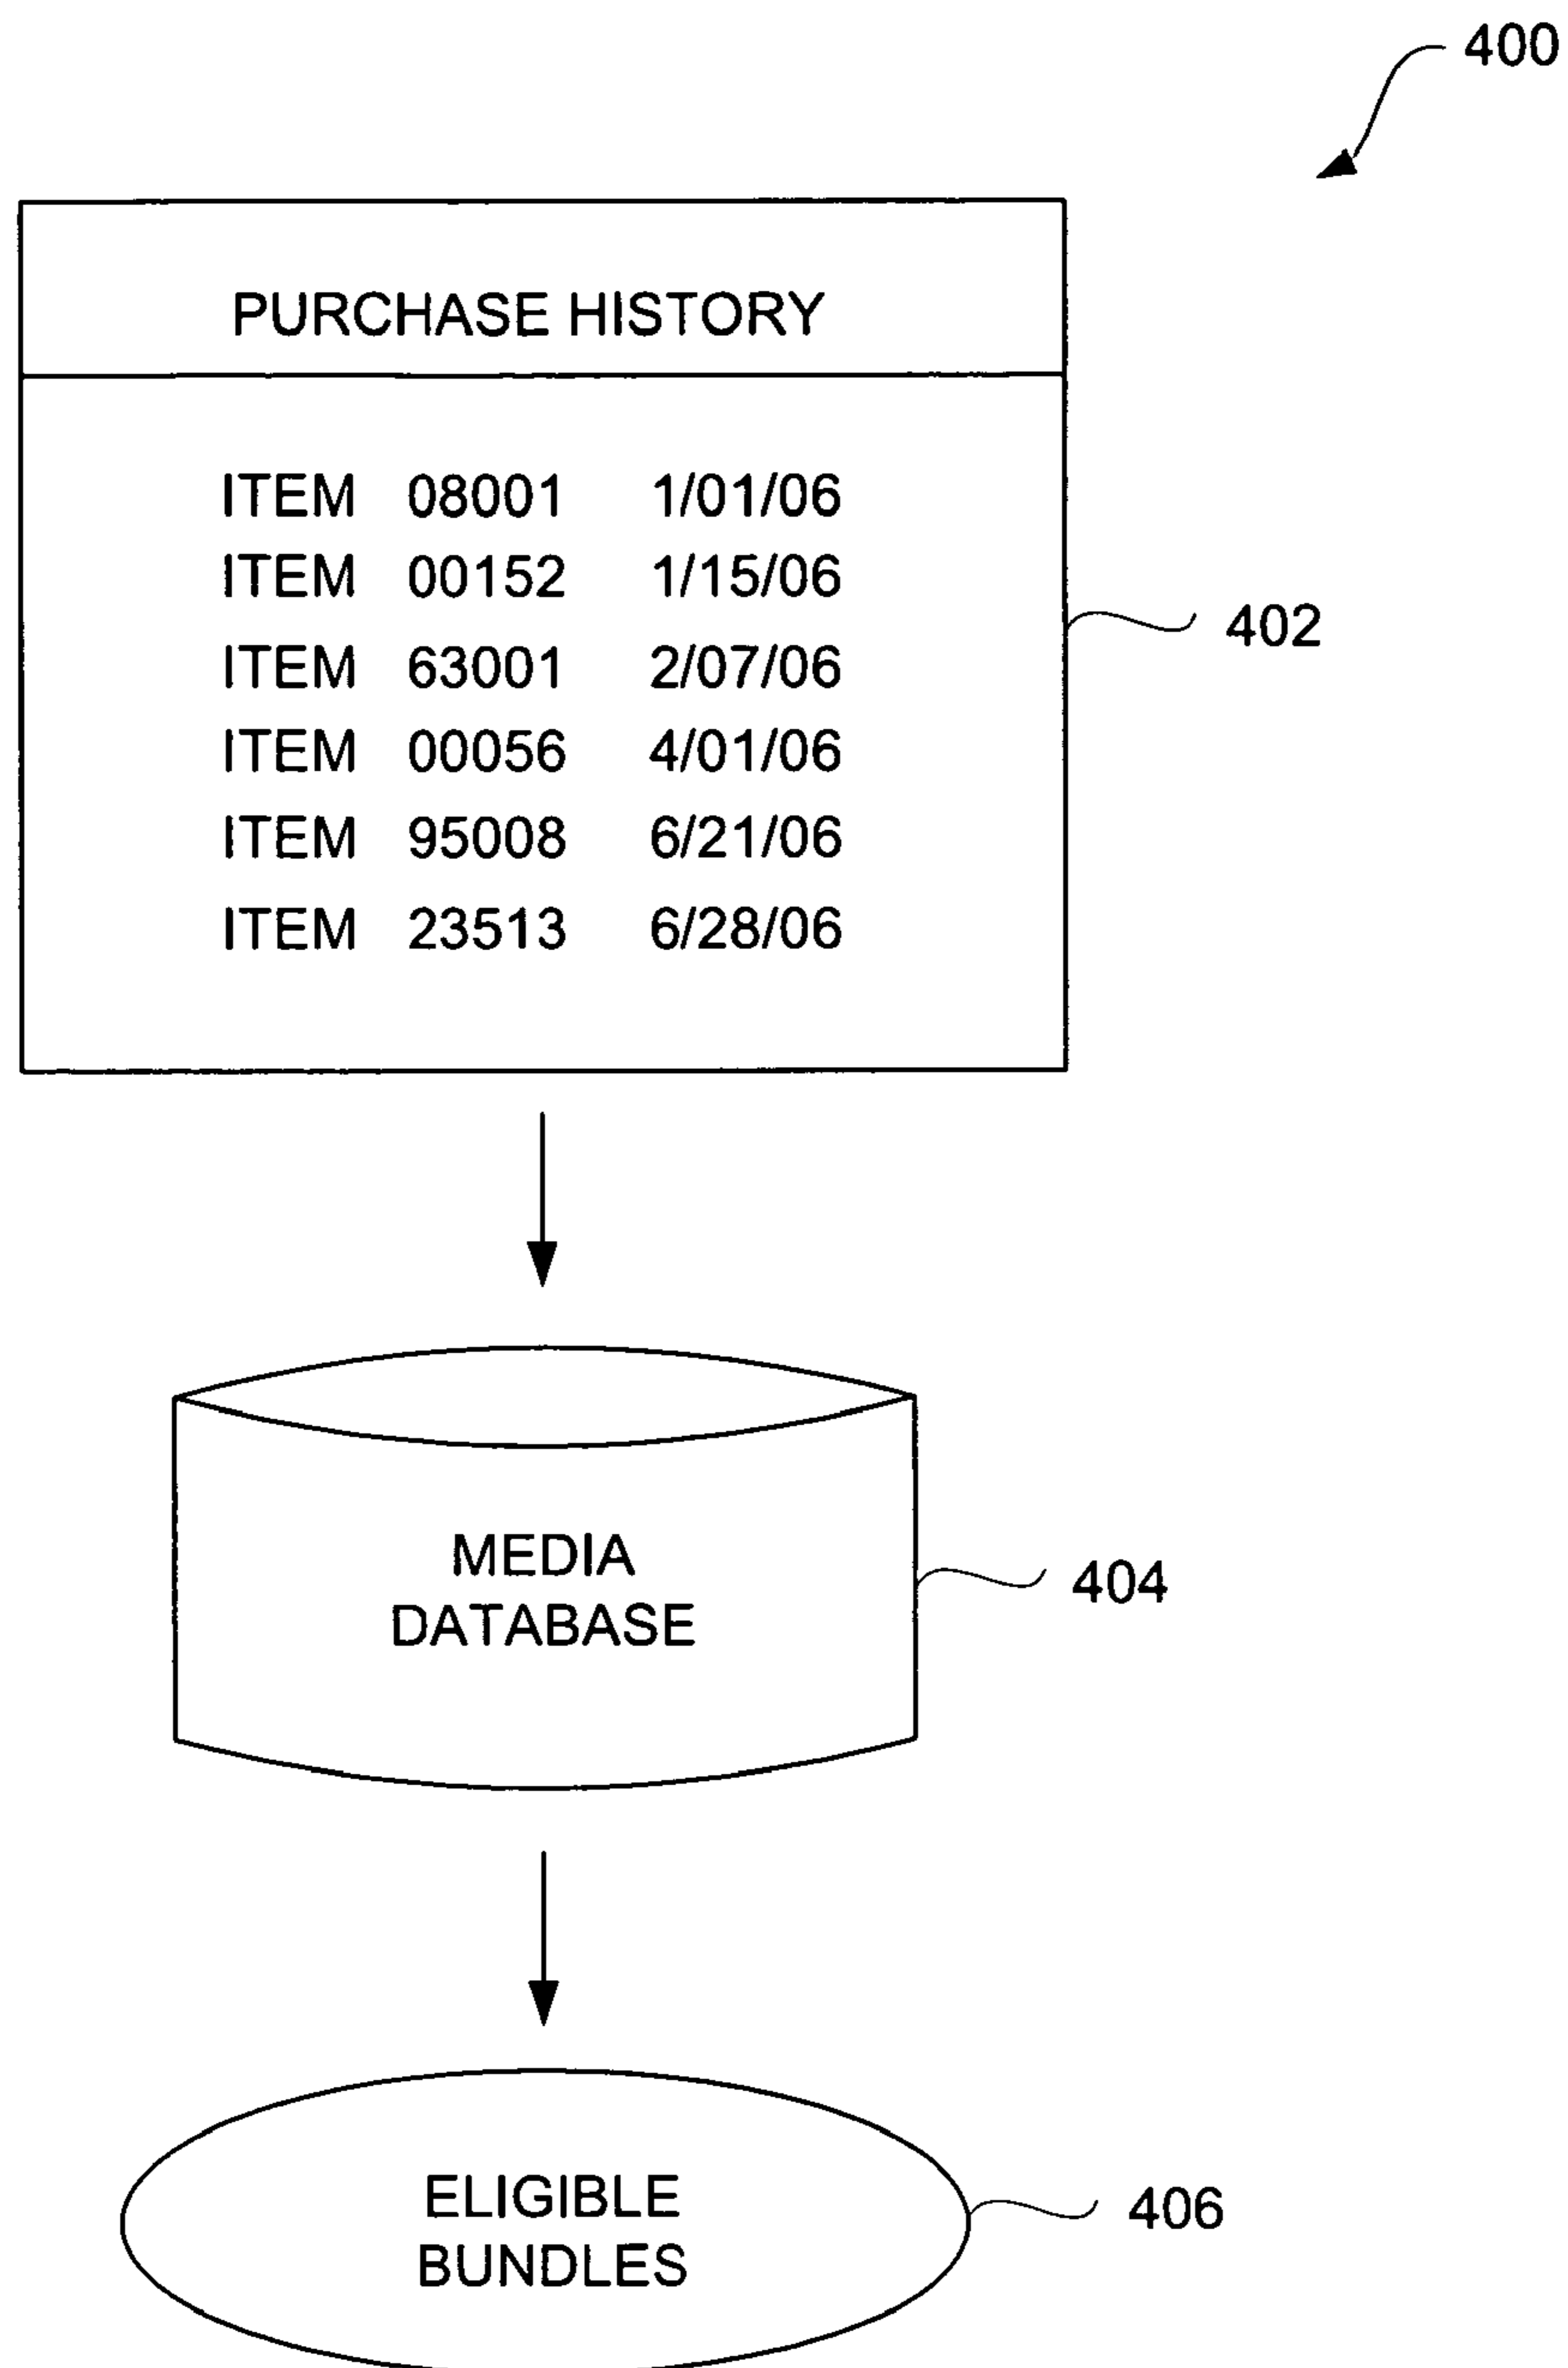 400
PURCHASE HISTORY
ITEM 08001 1/01/06
ITEM 00152 1/15/06
ITEM 63001 2/07/06
ITEM 00056 4/01/06
ITEM 95008 6/21/06
ITEM 23513 6/28/06
402
MEDIA
DATABASE
404
ELIGIBLE
BUNDLES
406